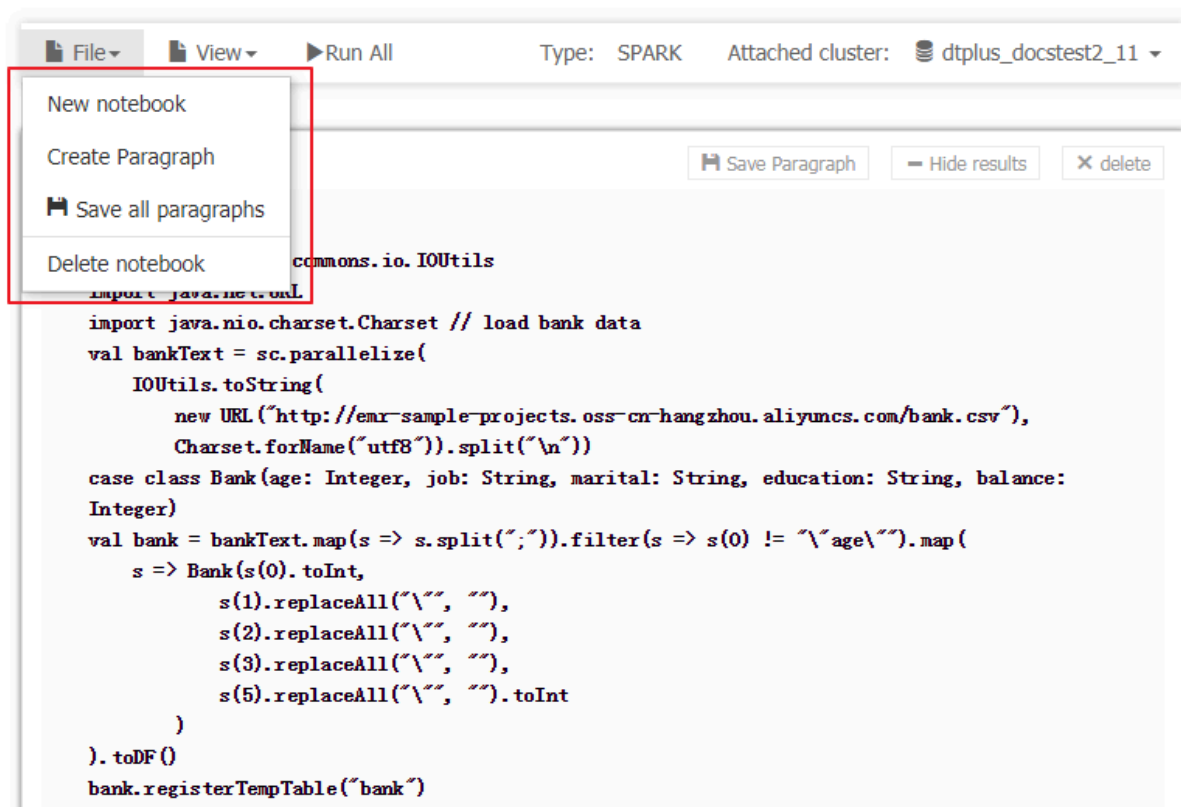 File View Run All Type: SPARK Attached cluster: dtplus_docstest2_11
New notebook
Create Paragraph
Save Paragraph Hide results delete
Save all paragraphs
Delete notebook
commons.io.IOUtils
import java.net.URL
import java.nio.charset.Charset // load bank data
val bankText = sc.parallelize(
IOUtils.toString(
new URL("http://emr-sample-projects.oss-cn-hangzhou.aliyuncs.com/bank.csv"),
Charset.forName("utf8")).split("\n"))
case class Bank(age: Integer, job: String, marital: String, education: String, balance:
Integer)
val bank = bankText.map(s => s.split(";")).filter(s => s(0) != "\"age\"").map(
s => Bank(s(0).toInt,
s(1).replaceAll("\"", ""),
s(2).replaceAll("\"", ""),
s(3).replaceAll("\"", ""),
s(5).replaceAll("\"", "").toInt
)
).toDF()
bank.registerTempTable("bank")